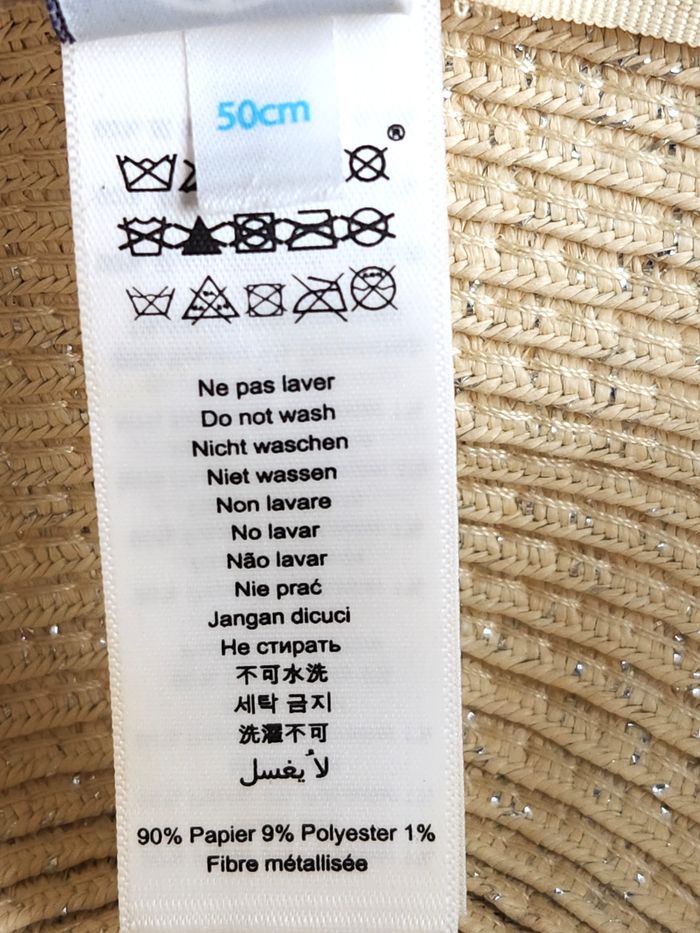 50cm
®
Ne pas laver
Do not wash
Nicht waschen
Niet wassen
Non lavare
No lavar
Não lavar
Nie prać
Jangan dicuci
Не стирать
不可水洗
세탁 금지
洗濯不可
لا يغسل
90% Papier 9% Polyester 1%
Fibre métallisée